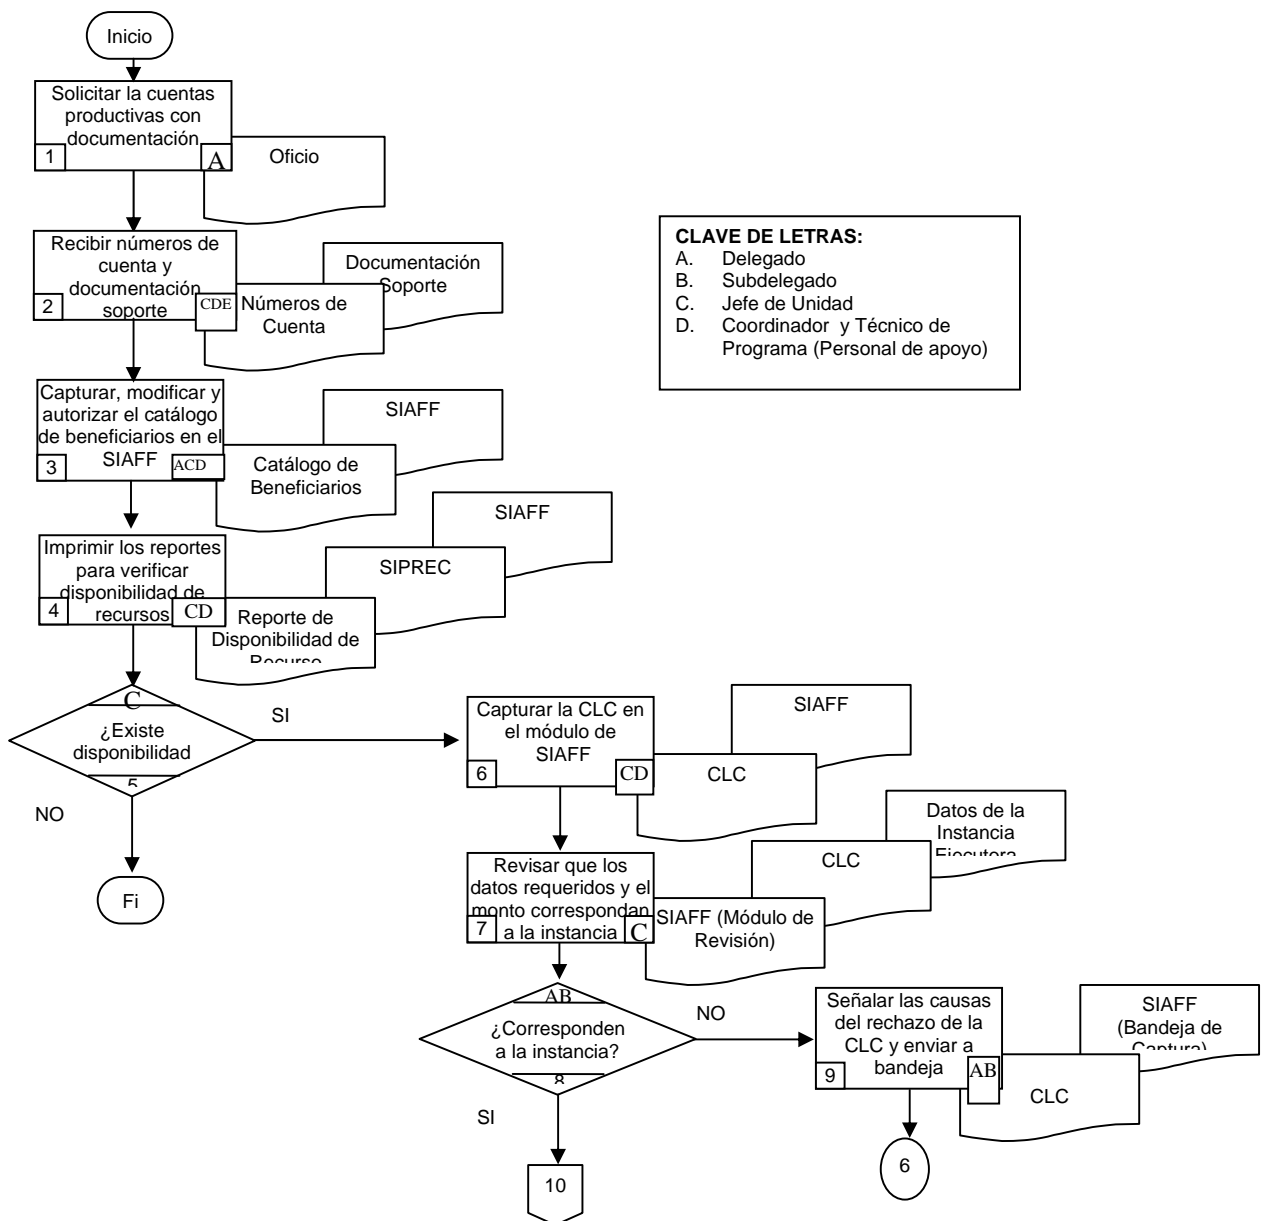 Inicio
Solicitar la cuentas
productivas con
documentación
1
A
Oficio
Recibir números de
cuenta y
documentación
soporte
2
CDE
Números de
Cuenta
Documentación
Soporte
CLAVE DE LETRAS:
A. Delegado
B. Subdelegado
C. Jefe de Unidad
D. Coordinador y Técnico de
Programa (Personal de apoyo)
Capturar, modificar y
autorizar el catálogo
de beneficiarios en el
SIAFF
3
ACD
Catálogo de
Beneficiarios
SIAFF
Imprimir los reportes
para verificar
disponibilidad de
recursos
4
CD
Reporte de
Disponibilidad de
Recurso
SIPREC
SIAFF
C
¿Existe
disponibilidad
5
SI
NO
Fi
Capturar la CLC en
el módulo de
SIAFF
6
CD
CLC
SIAFF
Revisar que los
datos requeridos y el
monto correspondan
a la instancia
7
C
SIAFF (Módulo de
Revisión)
CLC
Datos de la
Instancia
Ejecutora
AB
¿Corresponden
a la instancia?
8
NO
SI
10
Señalar las causas
del rechazo de la
CLC y enviar a
bandeja
9
AB
CLC
SIAFF
(Bandeja de
Captura)
6